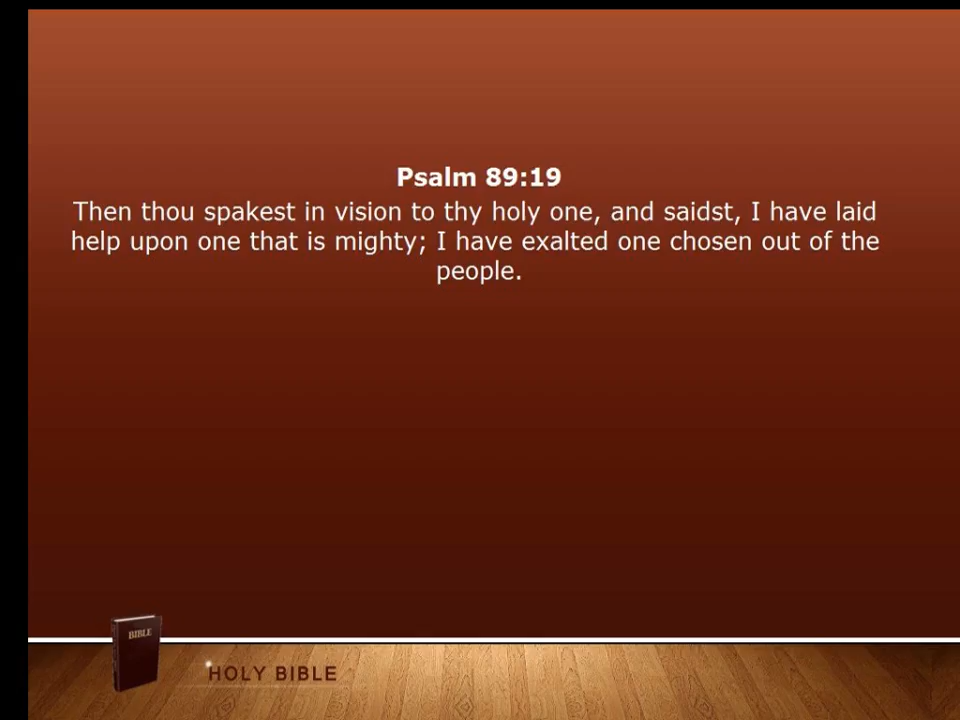 Psalm 89:19
Then thou spakest in vision to thy holy one, and saidst, I have laid
help upon one that is mighty; I have exalted one chosen out of the
people.
BIBLE
HOLY BIBLE